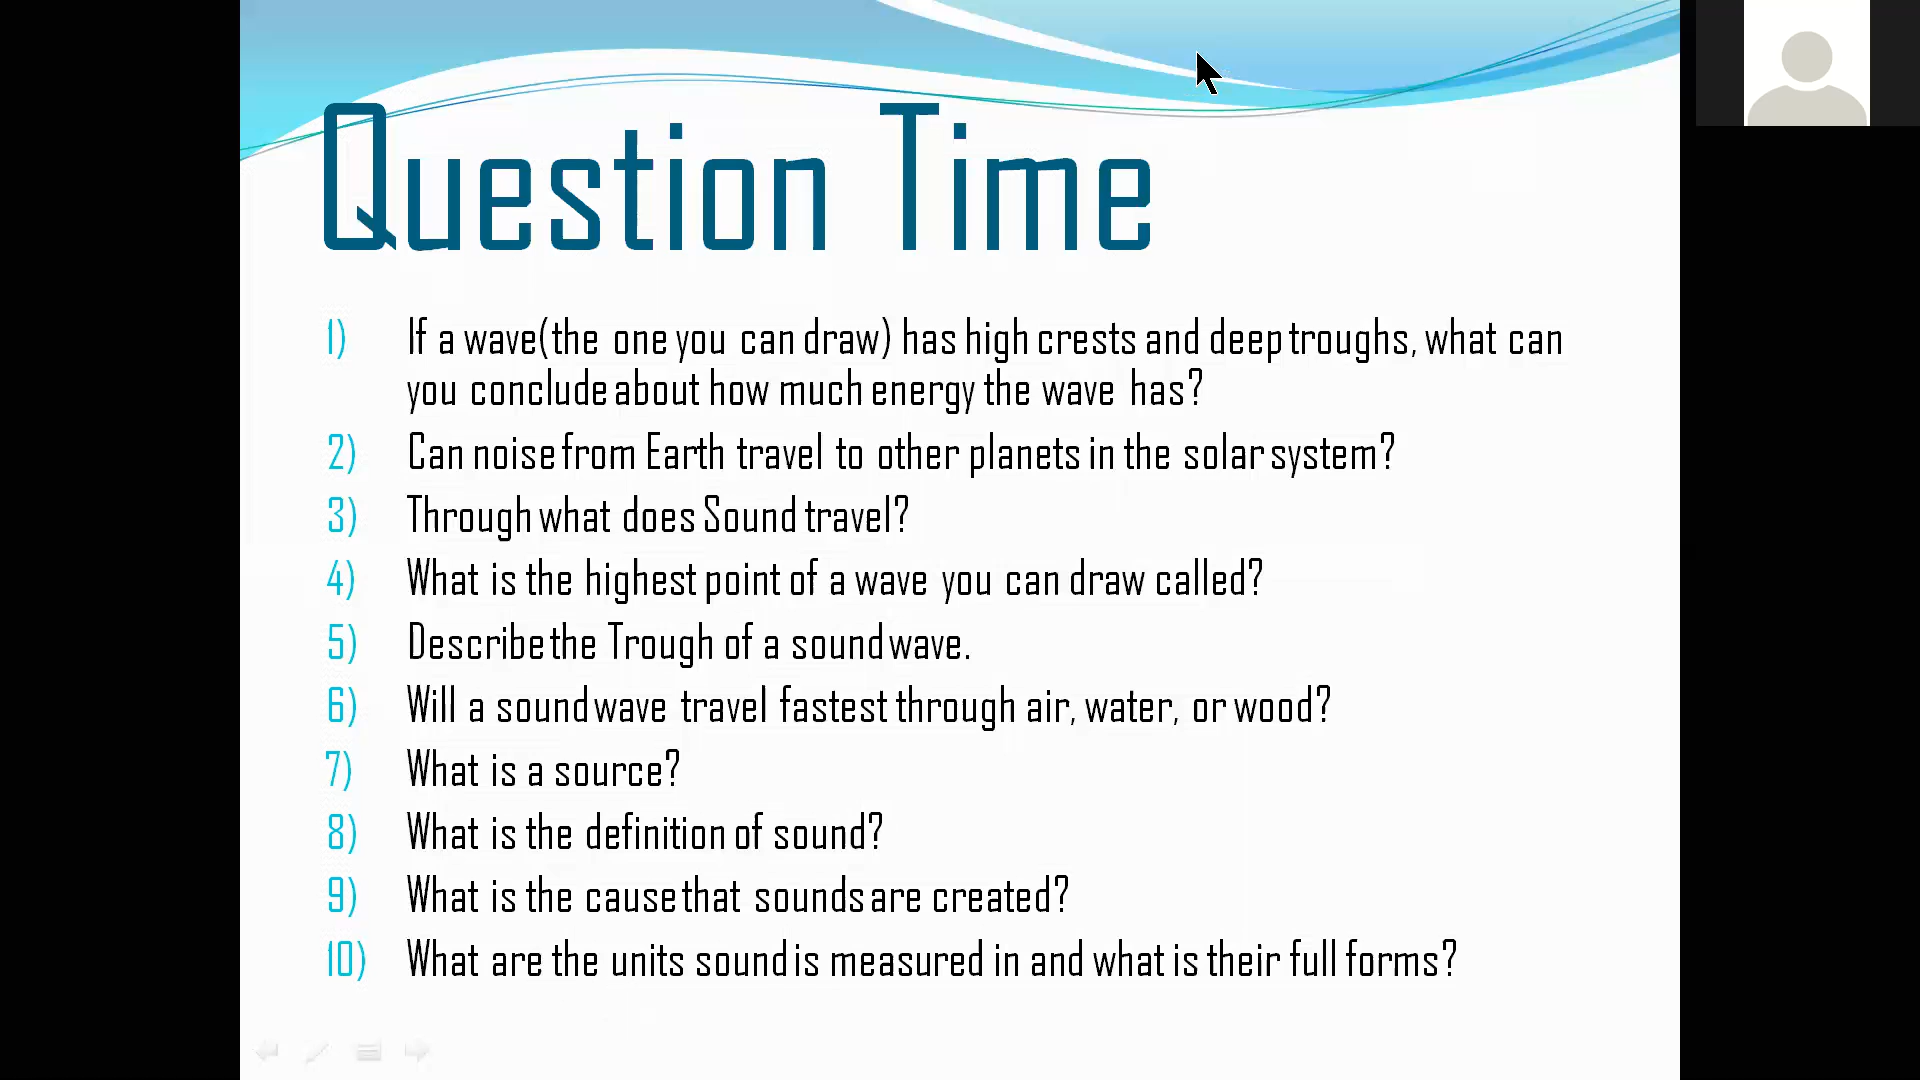 Question Time
1) If a wave(the one you can draw) has high crests and deep troughs, what can
you conclude about how much energy the wave has?
2) Can noise from Earth travel to other planets in the solar system?
3) Through what does Sound travel?
4) What is the highest point of a wave you can draw called?
5) Describe the Trough of a sound wave.
6) Will a sound wave travel fastest through air, water, or wood?
7) What is a source?
8) What is the definition of sound?
9) What is the cause that sounds are created?
10) What are the units sound is measured in and what is their full forms?